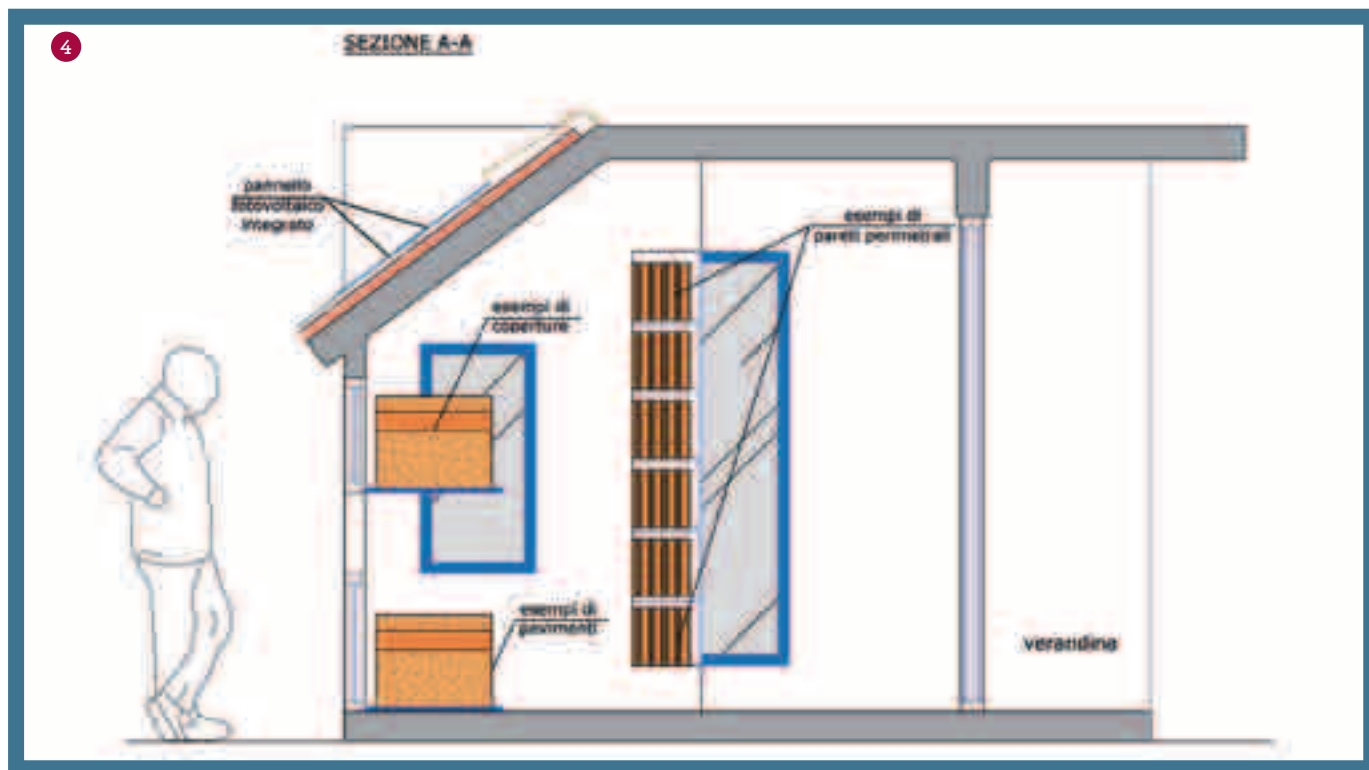 4
SEZIONE A-A
pannello
fotovoltaico
integrato
esempi di
pareti perimetrali
esempi di
coperture
esempi di
pavimenti
verandina